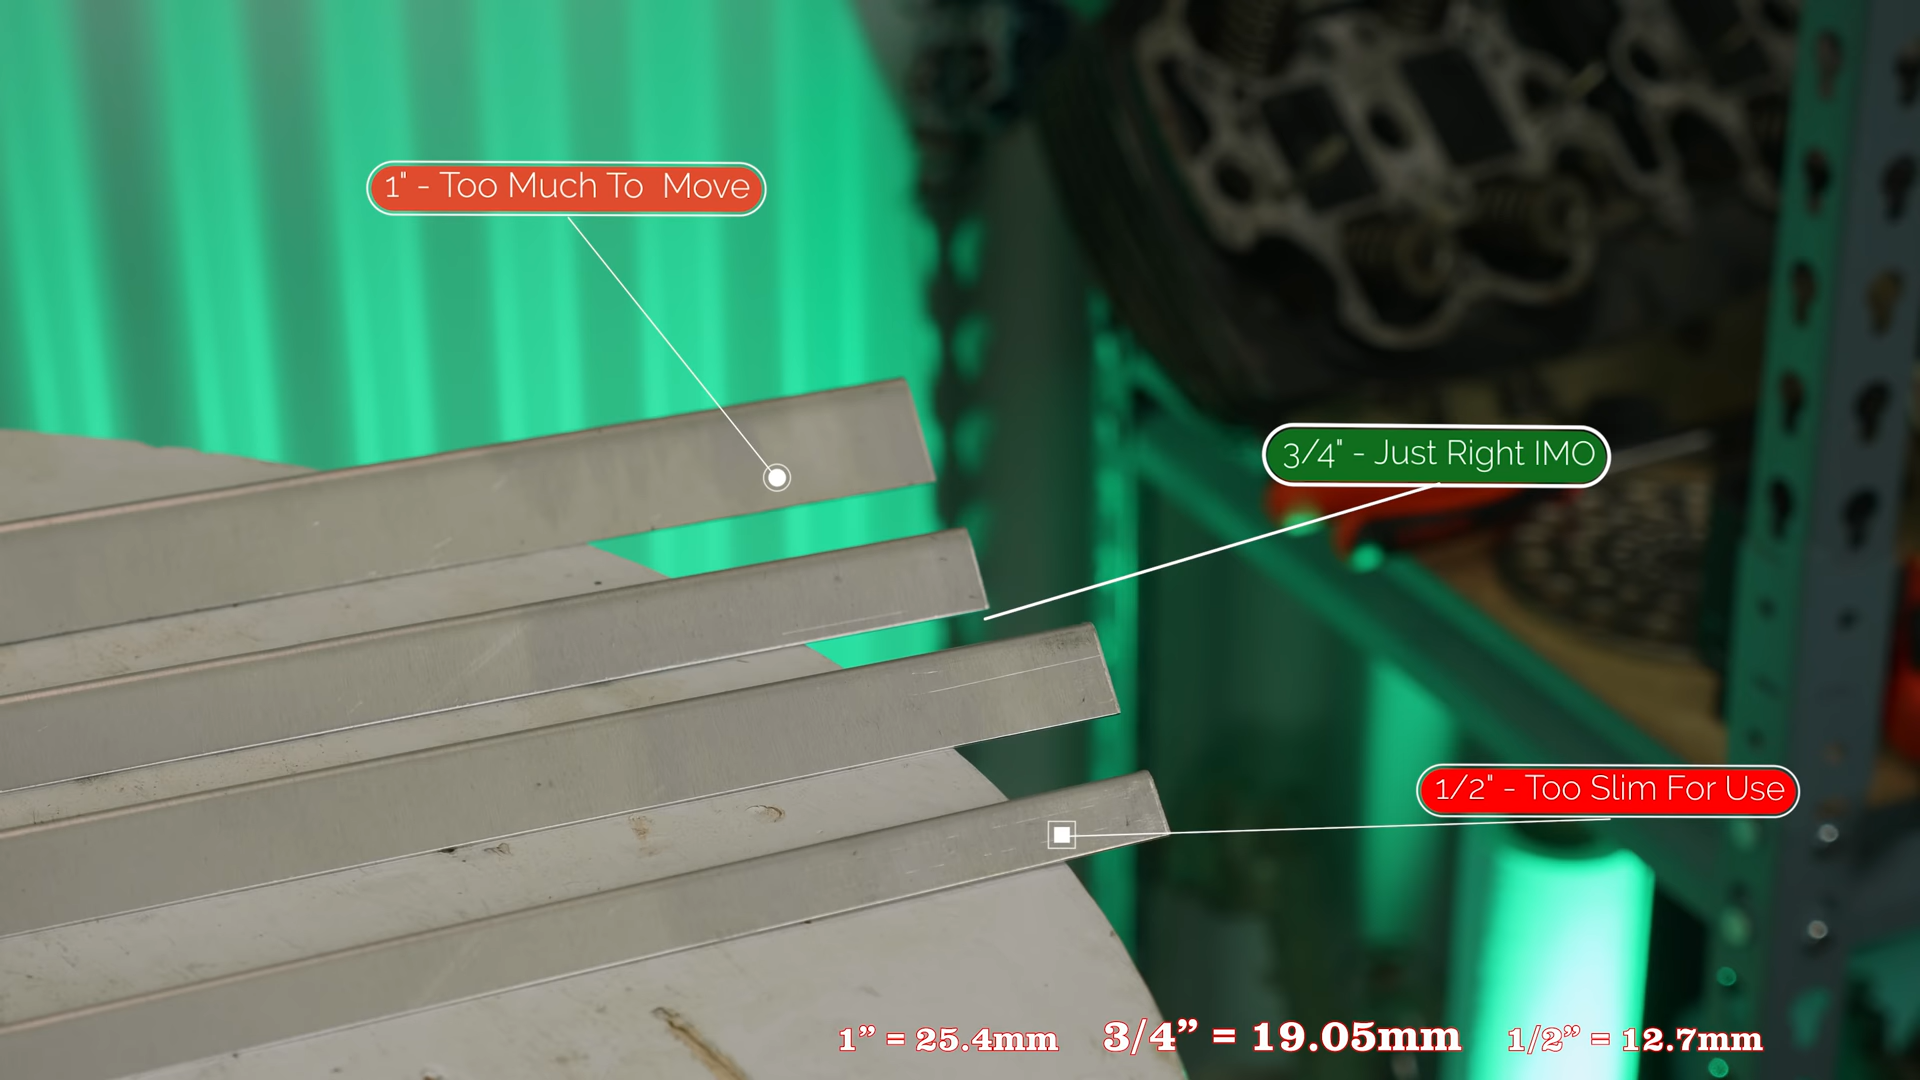 1" - Too Much To  Move
3/4" - Just Right IMO
1/2" - Too Slim For Use
1” = 25.4mm
3/4” = 19.05mm
1/2” = 12.7mm